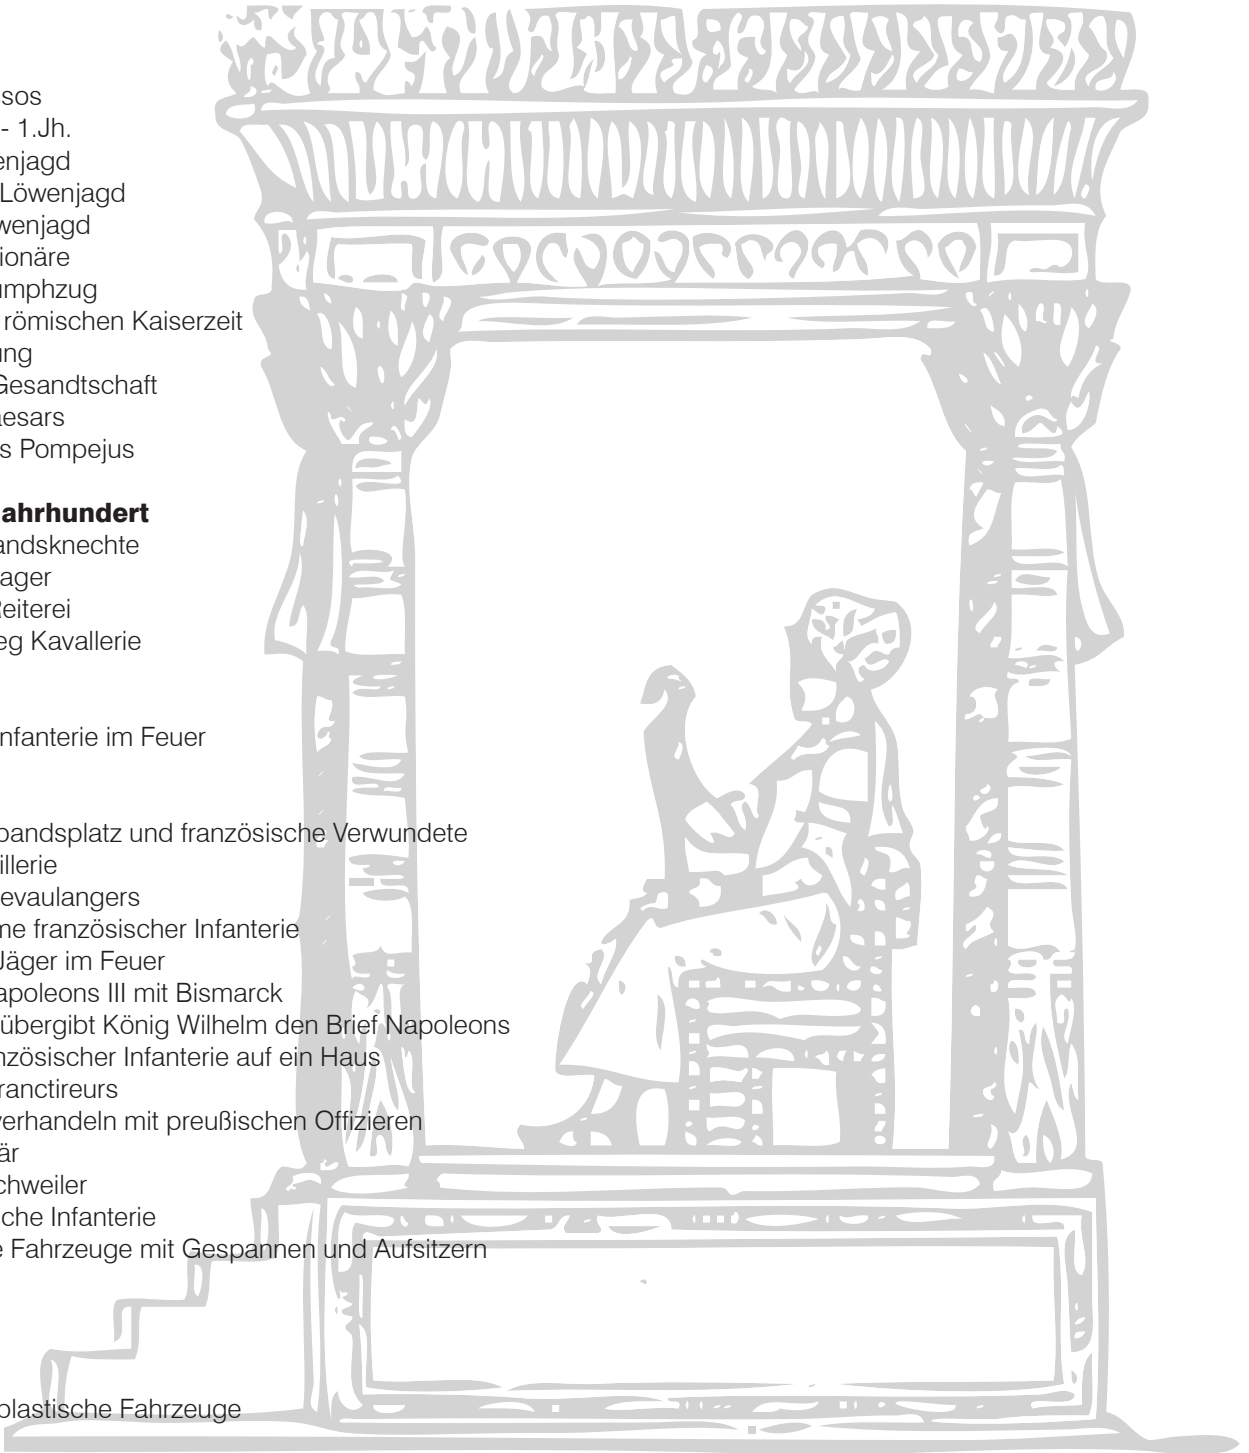 sos
- 1.Jh.
enjagd
Löwenjagd
wenjagd
ionäre
umphzug
römischen Kaiserzeit
ung
Gesandtschaft
aesars
s Pompejus
ahrhundert
andsknechte
ager
Reiterei
eg Kavallerie
nfanterie im Feuer
bandsplatz und französische Verwundete
illerie
evaulangers
me französischer Infanterie
Jäger im Feuer
apoleons III mit Bismarck
übergibt König Wilhelm den Brief Napoleons
nzösischer Infanterie auf ein Haus
ranctireurs
verhandeln mit preußischen Offizieren
är
chweiler
che Infanterie
e Fahrzeuge mit Gespannen und Aufsitzern
plastische Fahrzeuge